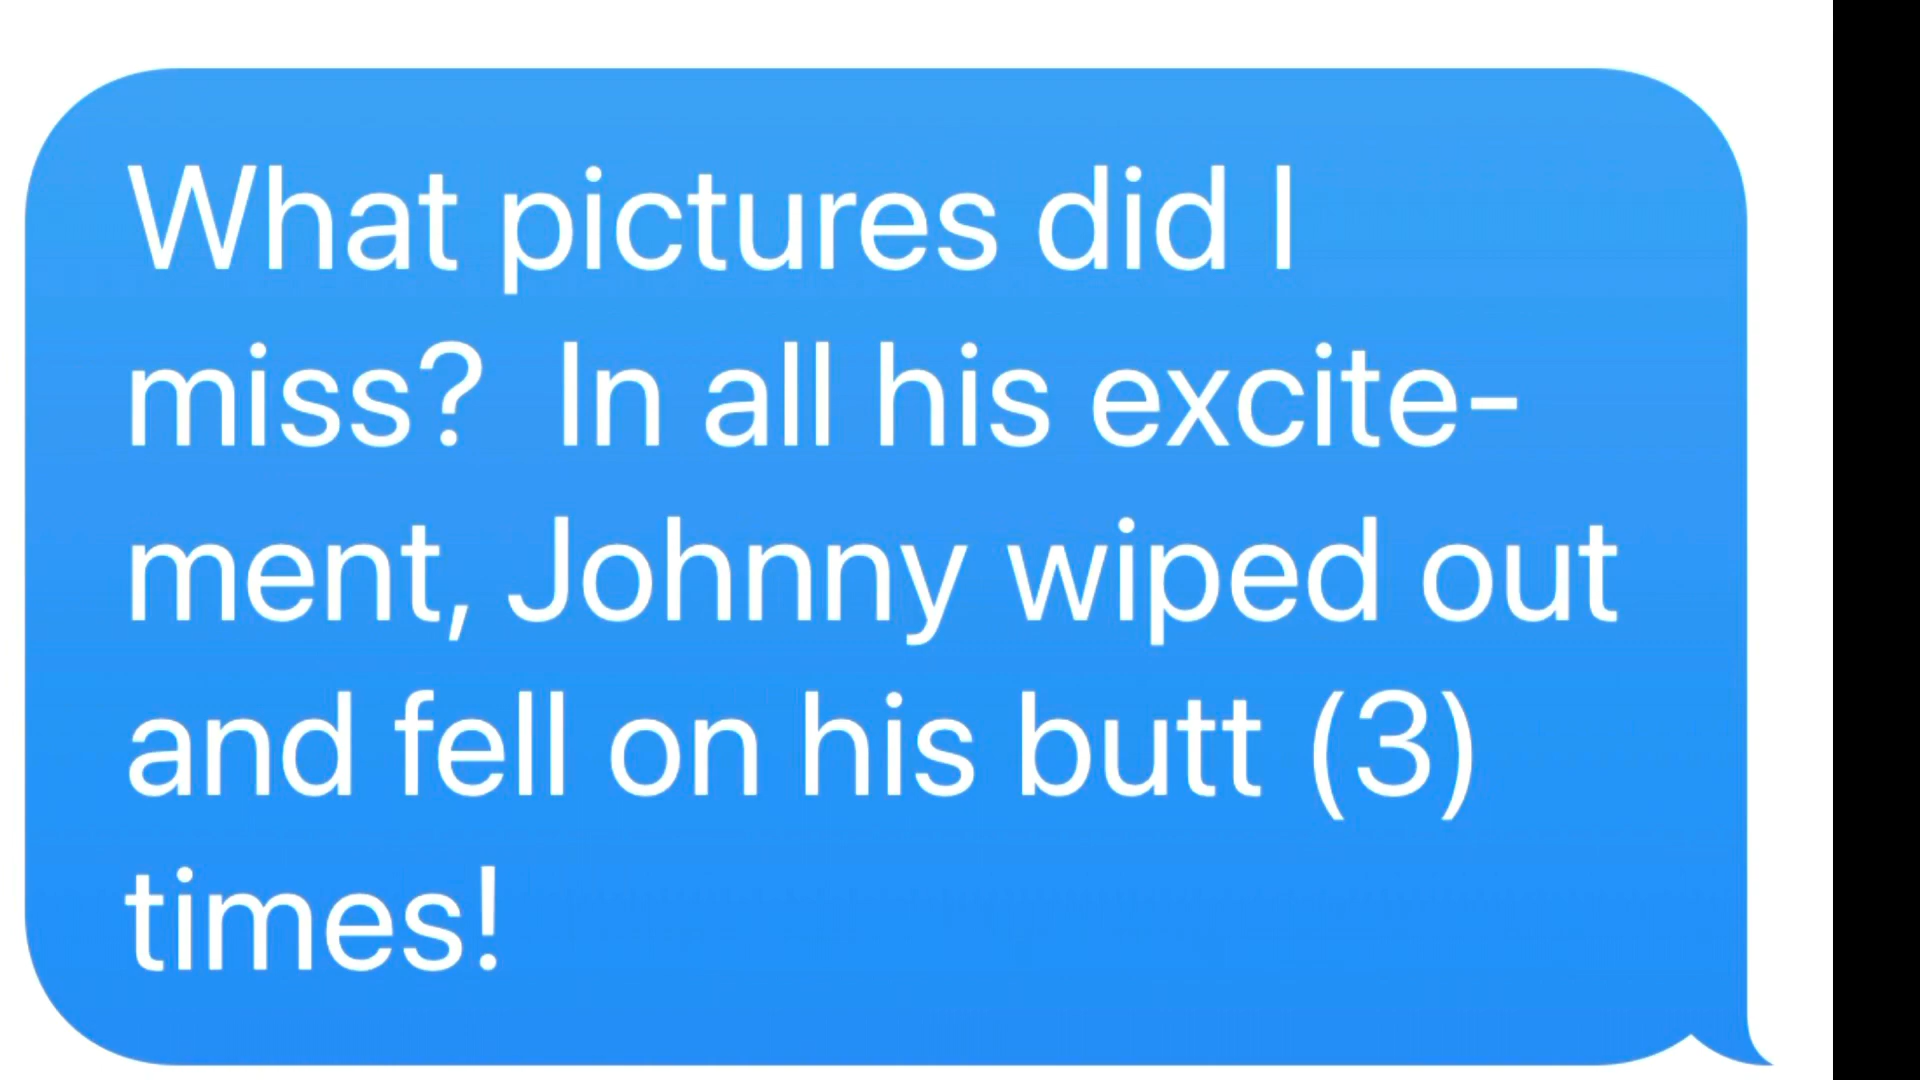 What pictures did I
miss?  In all his excite-
ment, Johnny wiped out
and fell on his butt (3)
times!